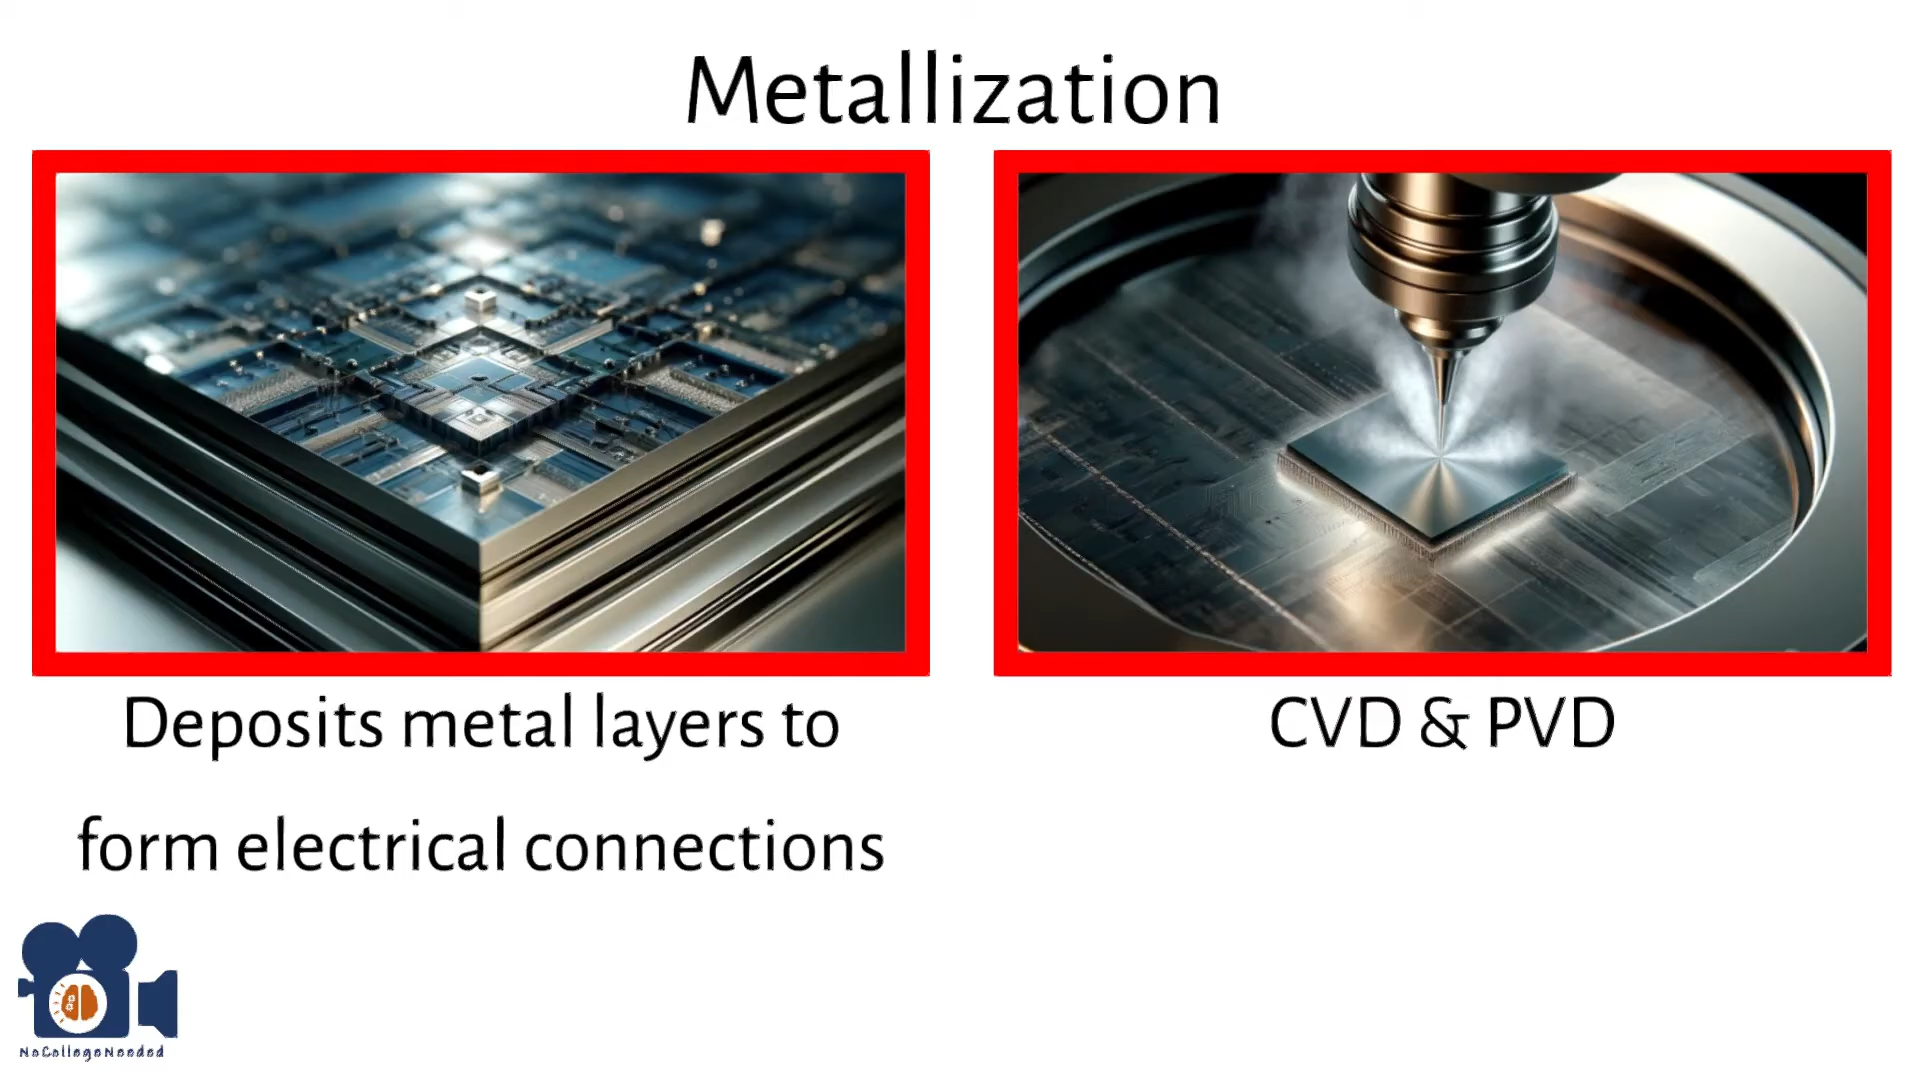 Metallization
Deposits metal layers to
form electrical connections
CVD & PVD
NoCollegeNeeded